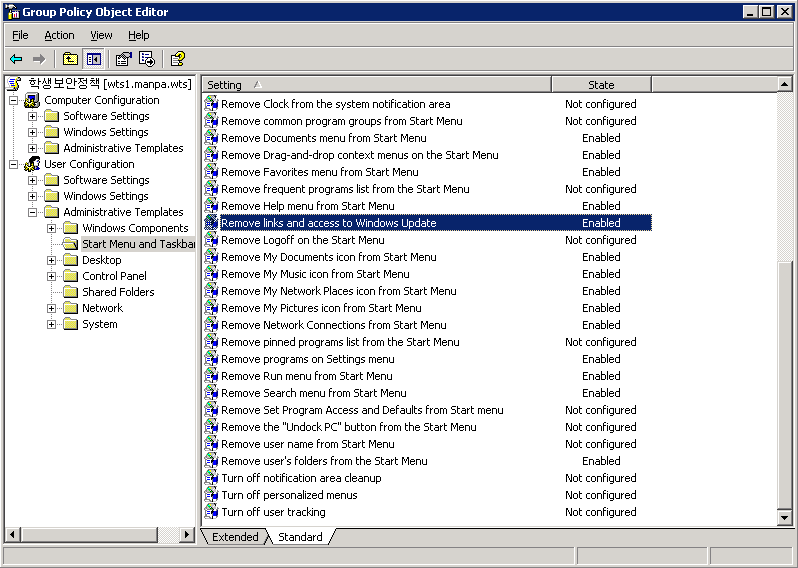 Group Policy Object Editor
File Action View Help
학생보안정책 [wts1.manpa.wts]
Computer Configuration
Software Settings
Windows Settings
Administrative Templates
User Configuration
Software Settings
Windows Settings
Administrative Templates
Windows Components
Start Menu and Taskbar
Desktop
Control Panel
Shared Folders
Network
System
Setting State
Remove Clock from the system notification area Not configured
Remove common program groups from Start Menu Not configured
Remove Documents menu from Start Menu Enabled
Remove Drag-and-drop context menus on the Start Menu Enabled
Remove Favorites menu from Start Menu Enabled
Remove frequent programs list from the Start Menu Not configured
Remove Help menu from Start Menu Enabled
Remove links and access to Windows Update Enabled
Remove Logoff on the Start Menu Not configured
Remove My Documents icon from Start Menu Enabled
Remove My Music icon from Start Menu Enabled
Remove My Network Places icon from Start Menu Enabled
Remove My Pictures icon from Start Menu Enabled
Remove Network Connections from Start Menu Enabled
Remove pinned programs list from the Start Menu Not configured
Remove programs on Settings menu Enabled
Remove Run menu from Start Menu Enabled
Remove Search menu from Start Menu Enabled
Remove Set Program Access and Defaults from Start menu Not configured
Remove the "Undock PC" button from the Start Menu Not configured
Remove user name from Start Menu Not configured
Remove user's folders from the Start Menu Enabled
Turn off notification area cleanup Not configured
Turn off personalized menus Not configured
Turn off user tracking Not configured
Extended Standard